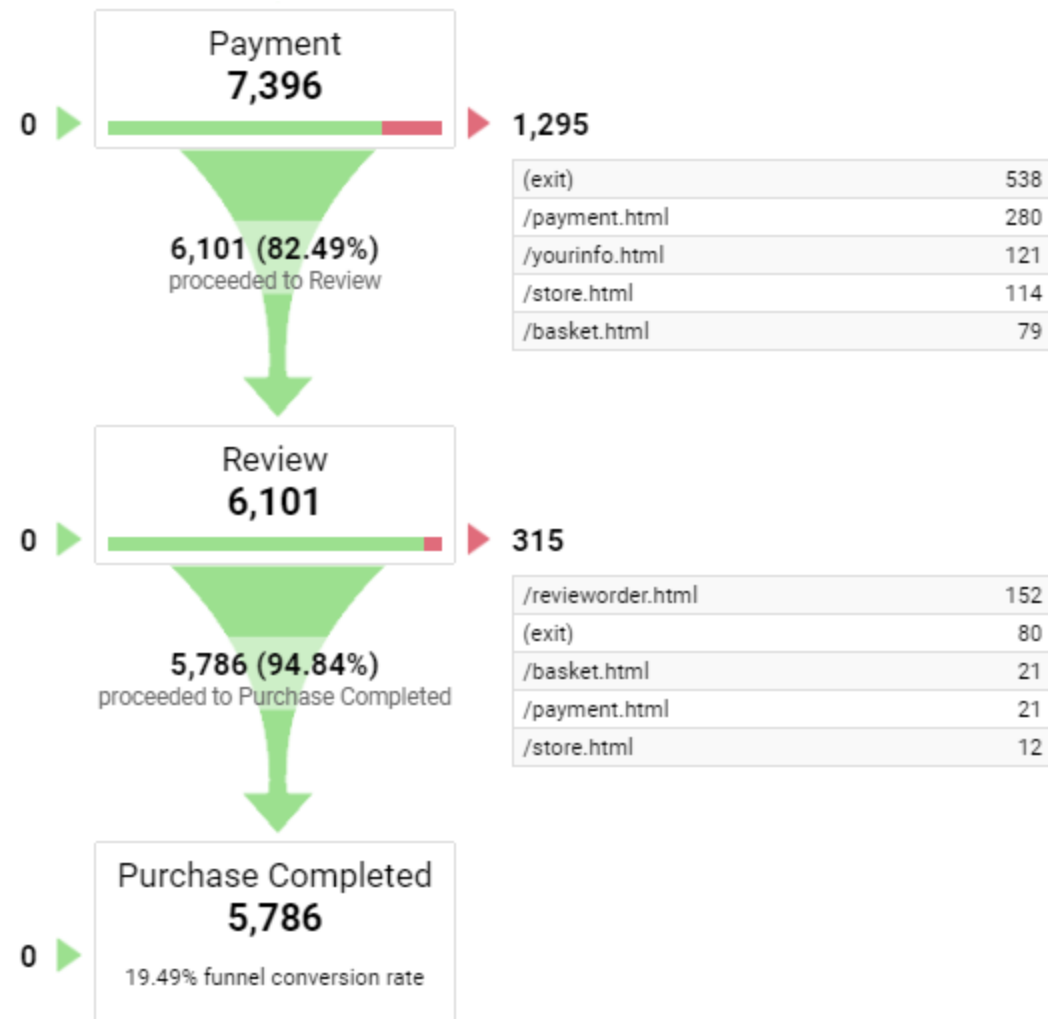 Payment
7,396
0
1,295
(exit) 538
/payment.html 280
/yourinfo.html 121
/store.html 114
/basket.html 79
6,101 (82.49%)
proceeded to Review
Review
6,101
0
315
/revieworder.html 152
(exit) 80
/basket.html 21
/payment.html 21
/store.html 12
5,786 (94.84%)
proceeded to Purchase Completed
Purchase Completed
5,786
0
19.49% funnel conversion rate